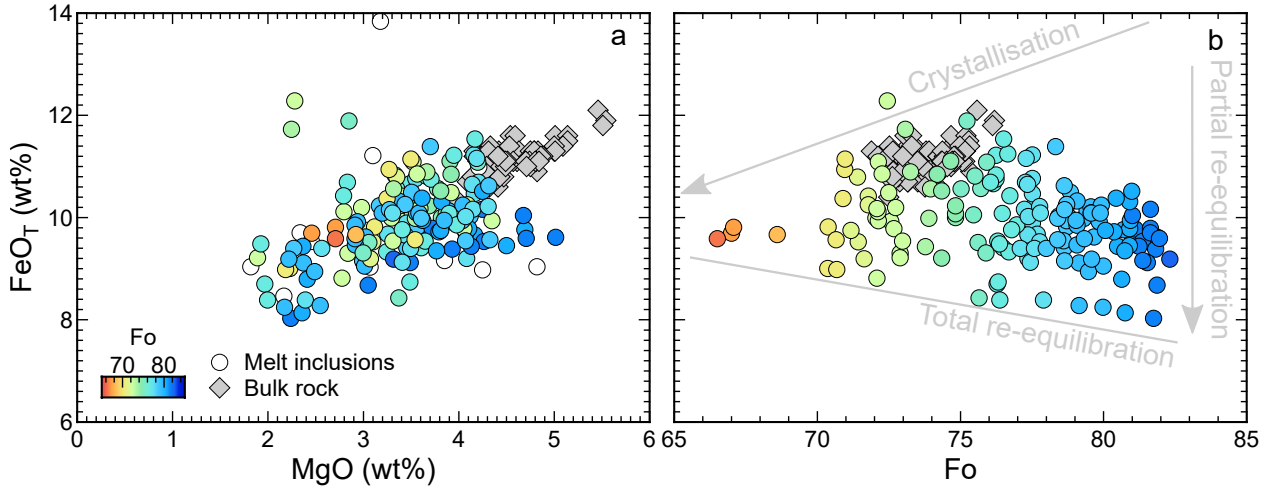 14
12
10
8
6
FeO_T (wt%)
a
Fo
70 80
Melt inclusions
Bulk rock
0 1 2 3 4 5 6
MgO (wt%)
b
Crystallisation
Partial re-equilibration
Total re-equilibration
65 70 75 80 85
Fo